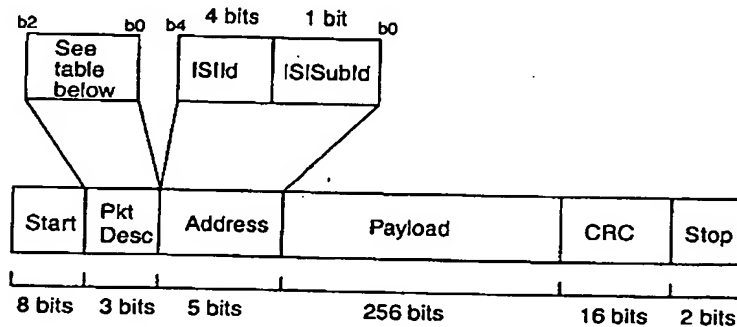 4 bits 1 bit
b2 b0 b4 b0
See
table
below
ISIId ISISubId
Start Pkt
Desc Address Payload CRC Stop
8 bits 3 bits 5 bits 256 bits 16 bits 2 bits